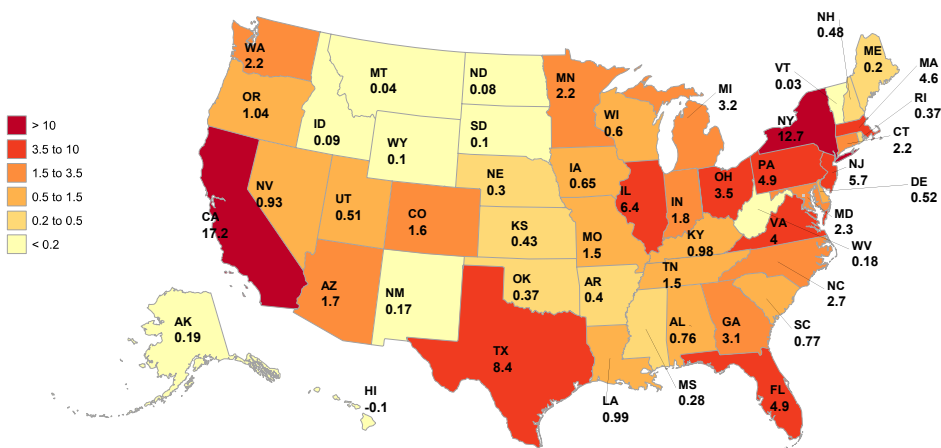 > 10
3.5 to 10
1.5 to 3.5
0.5 to 1.5
0.2 to 0.5
< 0.2
WA
2.2
OR
1.04
CA
17.2
NV
0.93
ID
0.09
MT
0.04
WY
0.1
UT
0.51
AZ
1.7
CO
1.6
NM
0.17
ND
0.08
SD
0.1
NE
0.3
KS
0.43
OK
0.37
TX
8.4
MN
2.2
IA
0.65
MO
1.5
AR
0.4
LA
0.99
WI
0.6
IL
6.4
MI
3.2
IN
1.8
OH
3.5
KY
0.98
TN
1.5
MS
0.28
AL
0.76
GA
3.1
FL
4.9
SC
0.77
NC
2.7
VA
4
WV
0.18
MD
2.3
DE
0.52
PA
4.9
NJ
5.7
NY
12.7
CT
2.2
RI
0.37
MA
4.6
VT
0.03
NH
0.48
ME
0.2
AK
0.19
HI
-0.1